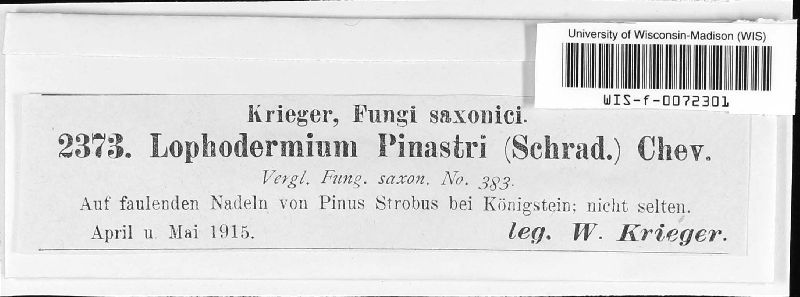 University of Wisconsin-Madison (WIS)
WIS-f-0072301
Krieger, Fungi saxonici.
2373. Lophodermium Pinastri (Schrad.) Chev.
Vergl. Fung. saxon. No. 383.
Auf faulenden Nadeln von Pinus Strobus bei Königstein; nicht selten.
April u. Mai 1915.
leg. W. Krieger.